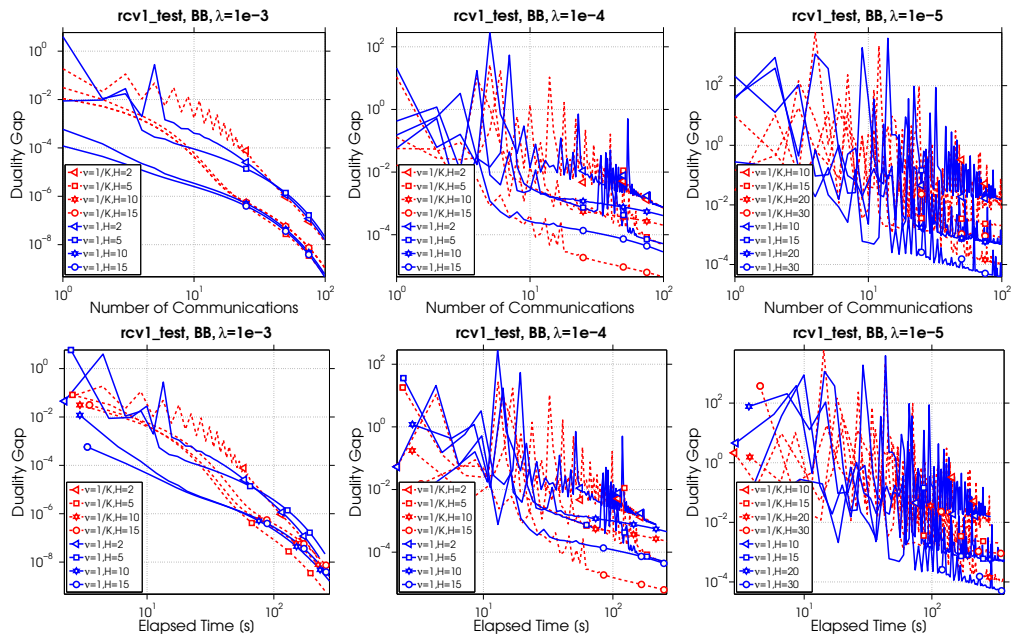 rcv1_test, BB, λ=1e-3
10^0
10^-2
10^-4
10^-6
10^-8
Duality Gap
ν=1/K,H=2
ν=1/K,H=5
ν=1/K,H=10
ν=1/K,H=15
ν=1,H=2
ν=1,H=5
ν=1,H=10
ν=1,H=15
10^0
10^1
10^2
Number of Communications
rcv1_test, BB, λ=1e-4
10^2
10^0
10^-2
10^-4
Duality Gap
ν=1/K,H=2
ν=1/K,H=5
ν=1/K,H=10
ν=1/K,H=15
ν=1,H=2
ν=1,H=5
ν=1,H=10
ν=1,H=15
10^0
10^1
10^2
Number of Communications
rcv1_test, BB, λ=1e-5
10^2
10^0
10^-2
10^-4
Duality Gap
ν=1/K,H=10
ν=1/K,H=15
ν=1/K,H=20
ν=1/K,H=30
ν=1,H=10
ν=1,H=15
ν=1,H=20
ν=1,H=30
10^0
10^1
10^2
Number of Communications
rcv1_test, BB, λ=1e-3
10^0
10^-2
10^-4
10^-6
10^-8
Duality Gap
ν=1/K,H=2
ν=1/K,H=5
ν=1/K,H=10
ν=1/K,H=15
ν=1,H=2
ν=1,H=5
ν=1,H=10
ν=1,H=15
10^1
10^2
Elapsed Time (s)
rcv1_test, BB, λ=1e-4
10^2
10^0
10^-2
10^-4
Duality Gap
ν=1/K,H=2
ν=1/K,H=5
ν=1/K,H=10
ν=1/K,H=15
ν=1,H=2
ν=1,H=5
ν=1,H=10
ν=1,H=15
10^1
10^2
Elapsed Time (s)
rcv1_test, BB, λ=1e-5
10^2
10^0
10^-2
10^-4
Duality Gap
ν=1/K,H=10
ν=1/K,H=15
ν=1/K,H=20
ν=1/K,H=30
ν=1,H=10
ν=1,H=15
ν=1,H=20
ν=1,H=30
10^1
10^2
Elapsed Time (s)